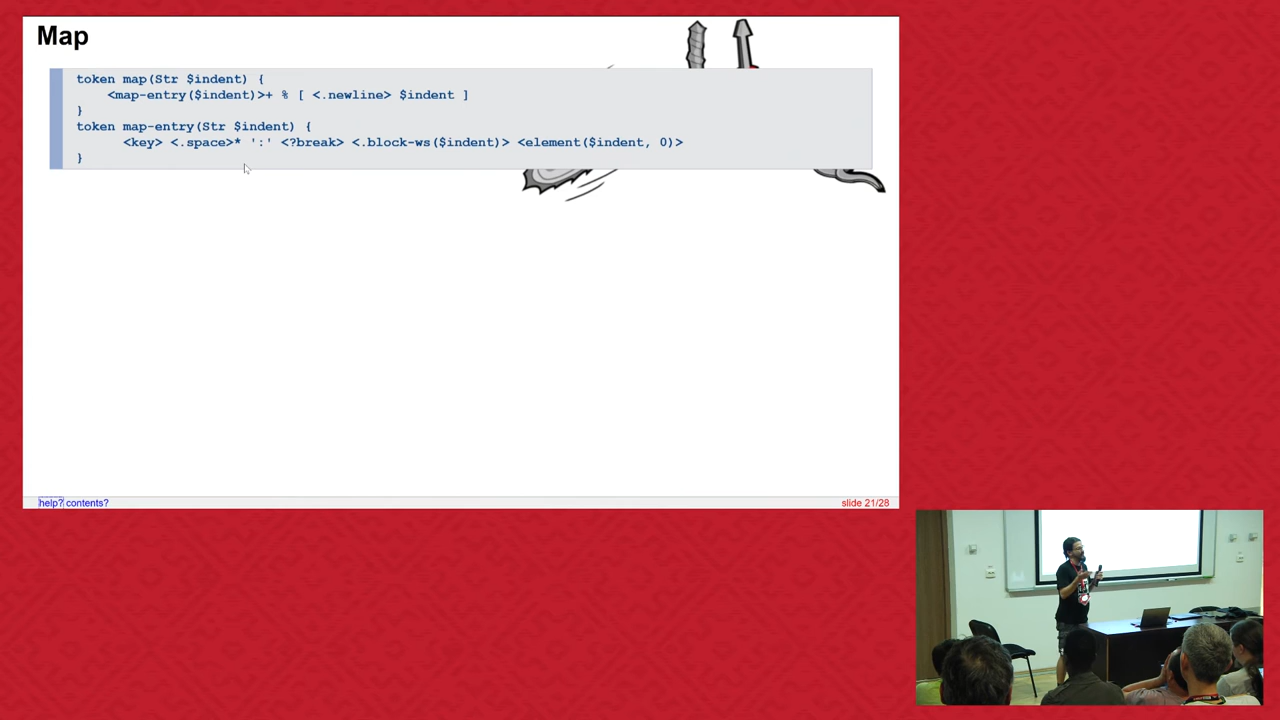 Map
token map(Str $indent) {
    <map-entry($indent)>+ % [ <.newline> $indent ]
}
token map-entry(Str $indent) {
      <key> <.space>* ':' <?break> <.block-ws($indent)> <element($indent, 0)>
}
help? contents?
slide 21/28